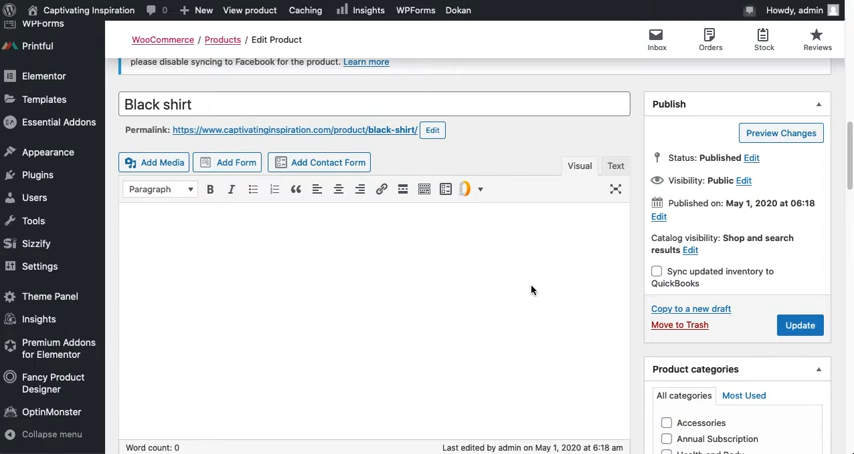 Captivating Inspiration 0 New View product Caching Insights WPForms Dokan Howdy, admin
WPForms
Printful
Elementor
Templates
Essential Addons
Appearance
Plugins
Users
Tools
Sizzify
Settings
Theme Panel
Insights
Premium Addons
for Elementor
Fancy Product
Designer
OptinMonster
Collapse menu
WooCommerce / Products / Edit Product
Inbox Orders Stock Reviews
please disable syncing to Facebook for the product. Learn more
Black shirt
Permalink: https://www.captivatinginspiration.com/product/black-shirt/ Edit
Add Media Add Form Add Contact Form
Visual Text
Paragraph B I
Word count: 0 Last edited by admin on May 1, 2020 at 6:18 am
Publish
Preview Changes
Status: Published Edit
Visibility: Public Edit
Published on: May 1, 2020 at 06:18
Edit
Catalog visibility: Shop and search
results Edit
Sync updated inventory to
QuickBooks
Copy to a new draft
Move to Trash Update
Product categories
All categories Most Used
Accessories
Annual Subscription